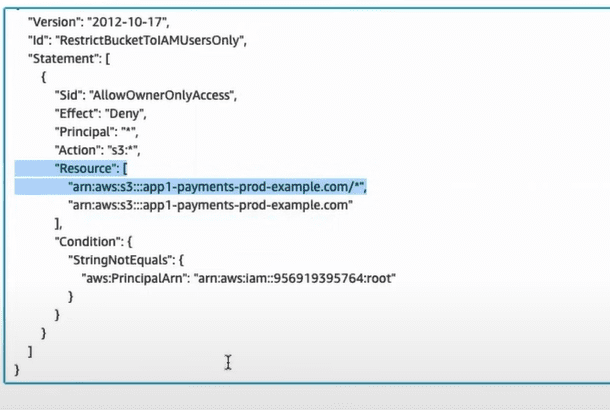 "Version": "2012-10-17",
"Id": "RestrictBucketToIAMUsersOnly",
"Statement": [
{
"Sid": "AllowOwnerOnlyAccess",
"Effect": "Deny",
"Principal": "*",
"Action": "s3:*",
"Resource": [
"arn:aws:s3:::app1-payments-prod-example.com/*",
"arn:aws:s3:::app1-payments-prod-example.com"
],
"Condition": {
"StringNotEquals": {
"aws:PrincipalArn": "arn:aws:iam::956919395764:root"
}
}
}
]
}